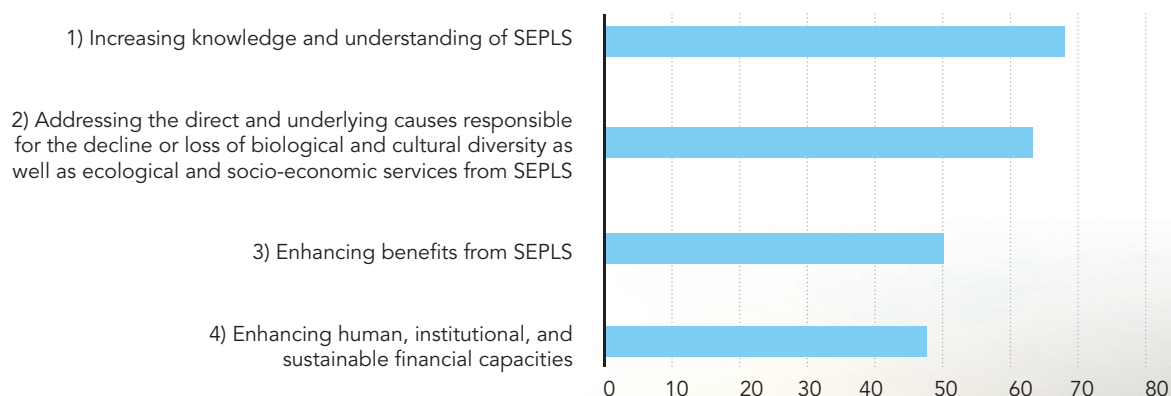 1) Increasing knowledge and understanding of SEPLS
2) Addressing the direct and underlying causes responsible
for the decline or loss of biological and cultural diversity as
well as ecological and socio-economic services from SEPLS
3) Enhancing benefits from SEPLS
4) Enhancing human, institutional, and
sustainable financial capacities
0 10 20 30 40 50 60 70 80